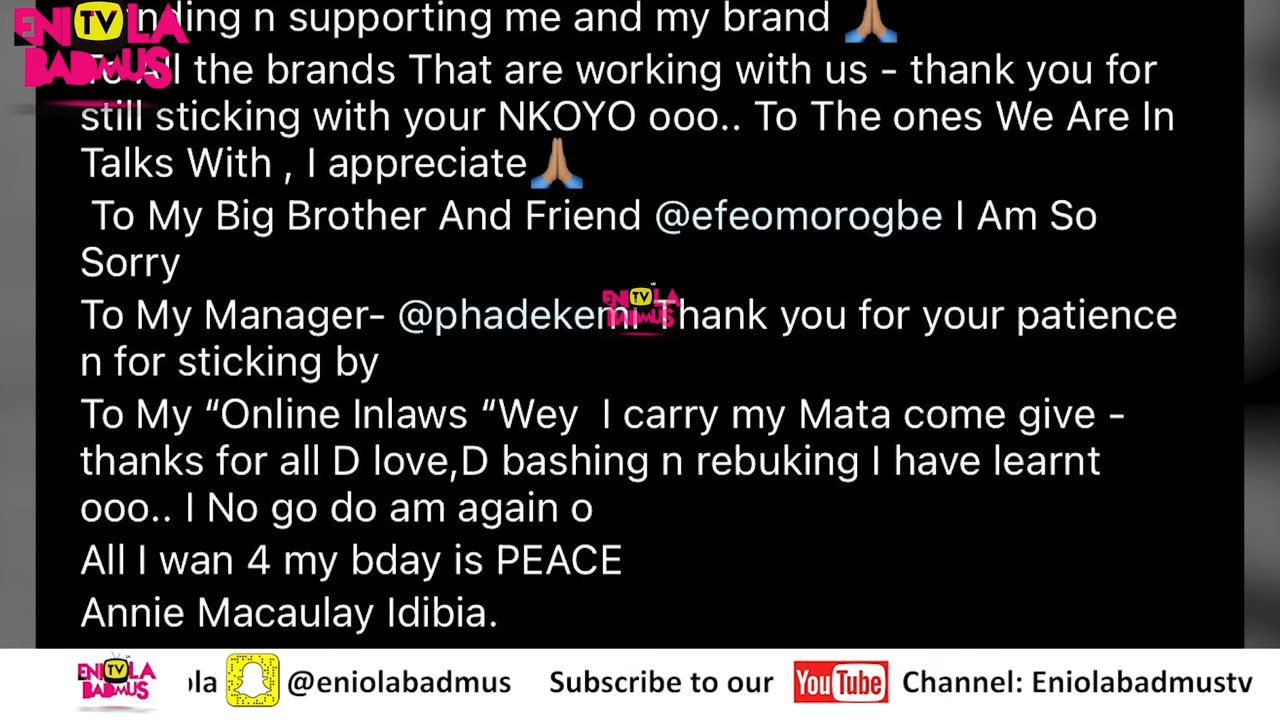 ENIOLA
TV
BADMUS
nding n supporting me and my brand 🙏🏽
All the brands That are working with us - thank you for
still sticking with your NKOYO ooo.. To The ones We Are In
Talks With , I appreciate🙏🏽
To My Big Brother And Friend @efeomorogbe I Am So
Sorry
To My Manager- @phadekemi Thank you for your patience
n for sticking by
To My “Online Inlaws “Wey I carry my Mata come give -
thanks for all D love,D bashing n rebuking I have learnt
ooo.. I No go do am again o
All I wan 4 my bday is PEACE
Annie Macaulay Idibia.
ENIOLA
TV
BADMUS
ENIOLA
TV
BADMUS
ola @eniolabadmus Subscribe to our YouTube Channel: Eniolabadmustv